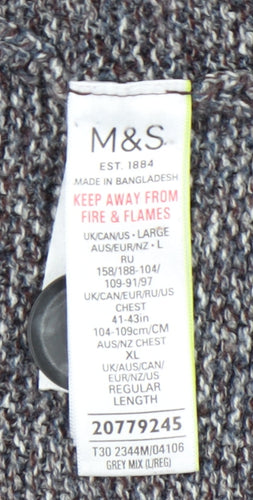 M&S
EST. 1884
MADE IN BANGLADESH
KEEP AWAY FROM
FIRE & FLAMES
UK/CAN/US • LARGE
AUS/EUR/NZ • L
RU
158/188-104/
109-91/97
UK/CAN/EUR/RU/US
CHEST
41-43in
104-109cm/CM
AUS/NZ CHEST
XL
UK/AUS/CAN/
EUR/NZ/US
REGULAR
LENGTH
20779245
T30 2344M/04106
GREY MIX (L/REG)